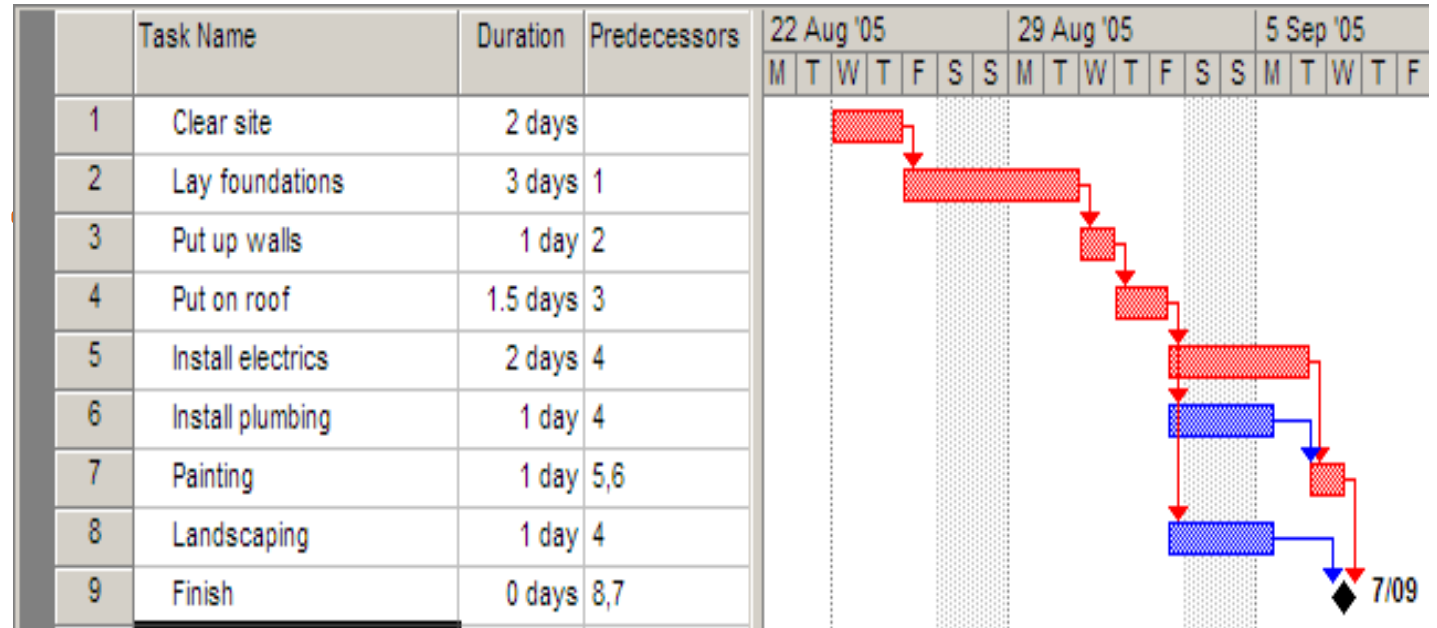 Task Name Duration Predecessors 22 Aug '05 29 Aug '05 5 Sep '05
M T W T F S S M T W T F S S M T W T F
1 Clear site 2 days
2 Lay foundations 3 days 1
3 Put up walls 1 day 2
4 Put on roof 1.5 days 3
5 Install electrics 2 days 4
6 Install plumbing 1 day 4
7 Painting 1 day 5,6
8 Landscaping 1 day 4
9 Finish 0 days 8,7 7/09